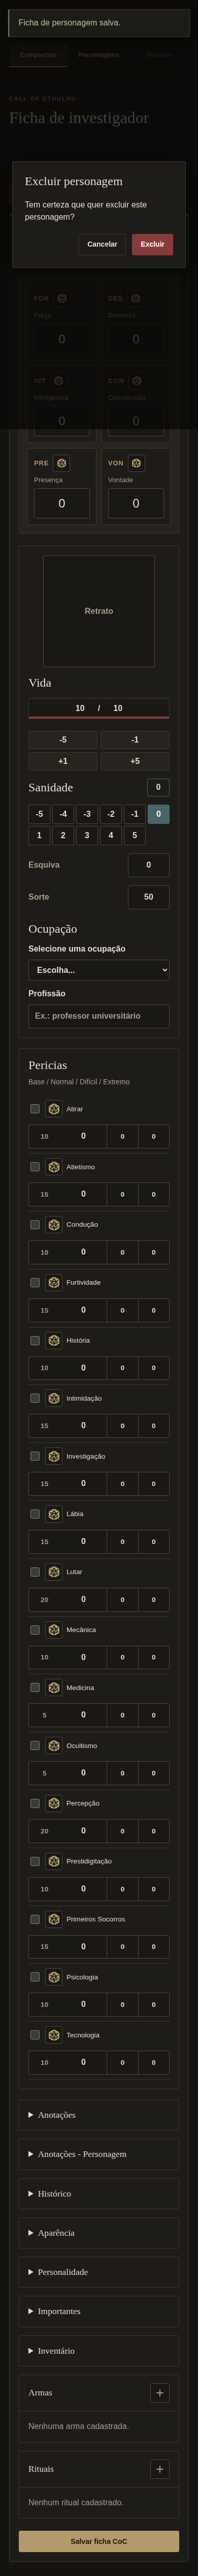 Ficha de personagem salva.
Campanhas Personagens
CALL OF CTHULHU
Ficha de investigador
Excluir personagem
Tem certeza que quer excluir este
personagem?
Cancelar Excluir
FOR DES
Força Destreza
0 0
INT CON
Inteligência Constituição
0 0
PRE VON
Presença Vontade
0 0
Retrato
Vida
10 / 10
-5 -1
+1 +5
Sanidade 0
-5 -4 -3 -2 -1 0
1 2 3 4 5
Esquiva 0
Sorte 50
Ocupação
Selecione uma ocupação
Escolha...
Profissão
Ex.: professor universitário
Pericias
Base / Normal / Difícil / Extremo
Atirar
10 0 0 0
Atletismo
15 0 0 0
Condução
10 0 0 0
Furtividade
15 0 0 0
História
10 0 0 0
Intimidação
15 0 0 0
Investigação
15 0 0 0
Lábia
15 0 0 0
Lutar
20 0 0 0
Mecânica
10 0 0 0
Medicina
5 0 0 0
Ocultismo
5 0 0 0
Percepção
20 0 0 0
Prestidigitação
10 0 0 0
Primeiros Socorros
15 0 0 0
Psicologia
10 0 0 0
Tecnologia
10 0 0 0
Anotações
Anotações - Personagem
Histórico
Aparência
Personalidade
Importantes
Inventário
Armas +
Nenhuma arma cadastrada.
Rituais +
Nenhum ritual cadastrado.
Salvar ficha CoC